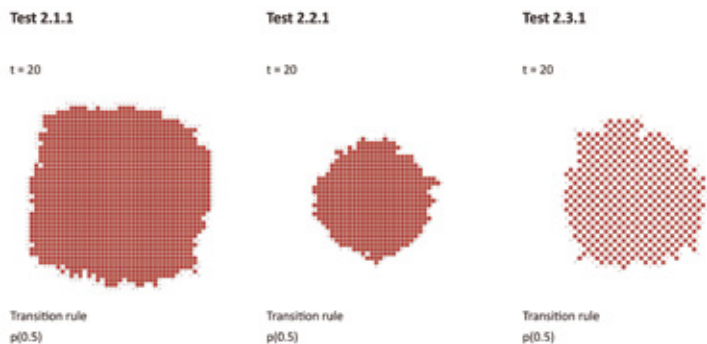 Test 2.1.1
t = 20
Transition rule
p(0.5)
Test 2.2.1
t = 20
Transition rule
p(0.5)
Test 2.3.1
t = 20
Transition rule
p(0.5)